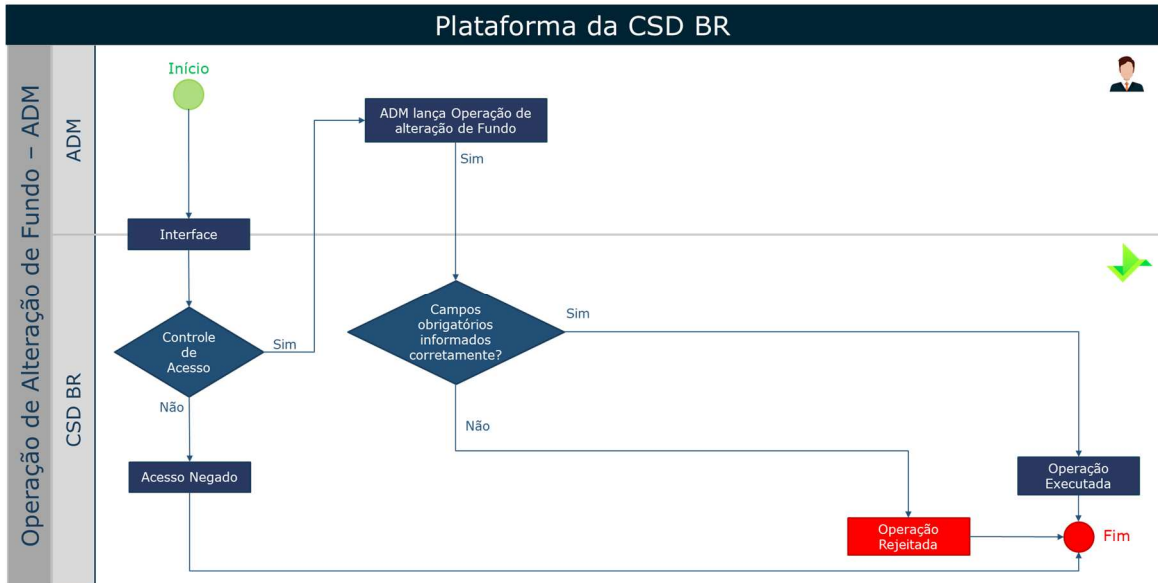 Plataforma da CSD BR
Operação de Alteração de Fundo – ADM
ADM
Início
ADM lança Operação de
alteração de Fundo
Sim
Interface
CSD BR
Controle
de
Acesso
Sim
Não
Campos
obrigatórios
informados
corretamente?
Sim
Não
Acesso Negado
Operação
Executada
Operação
Rejeitada
Fim